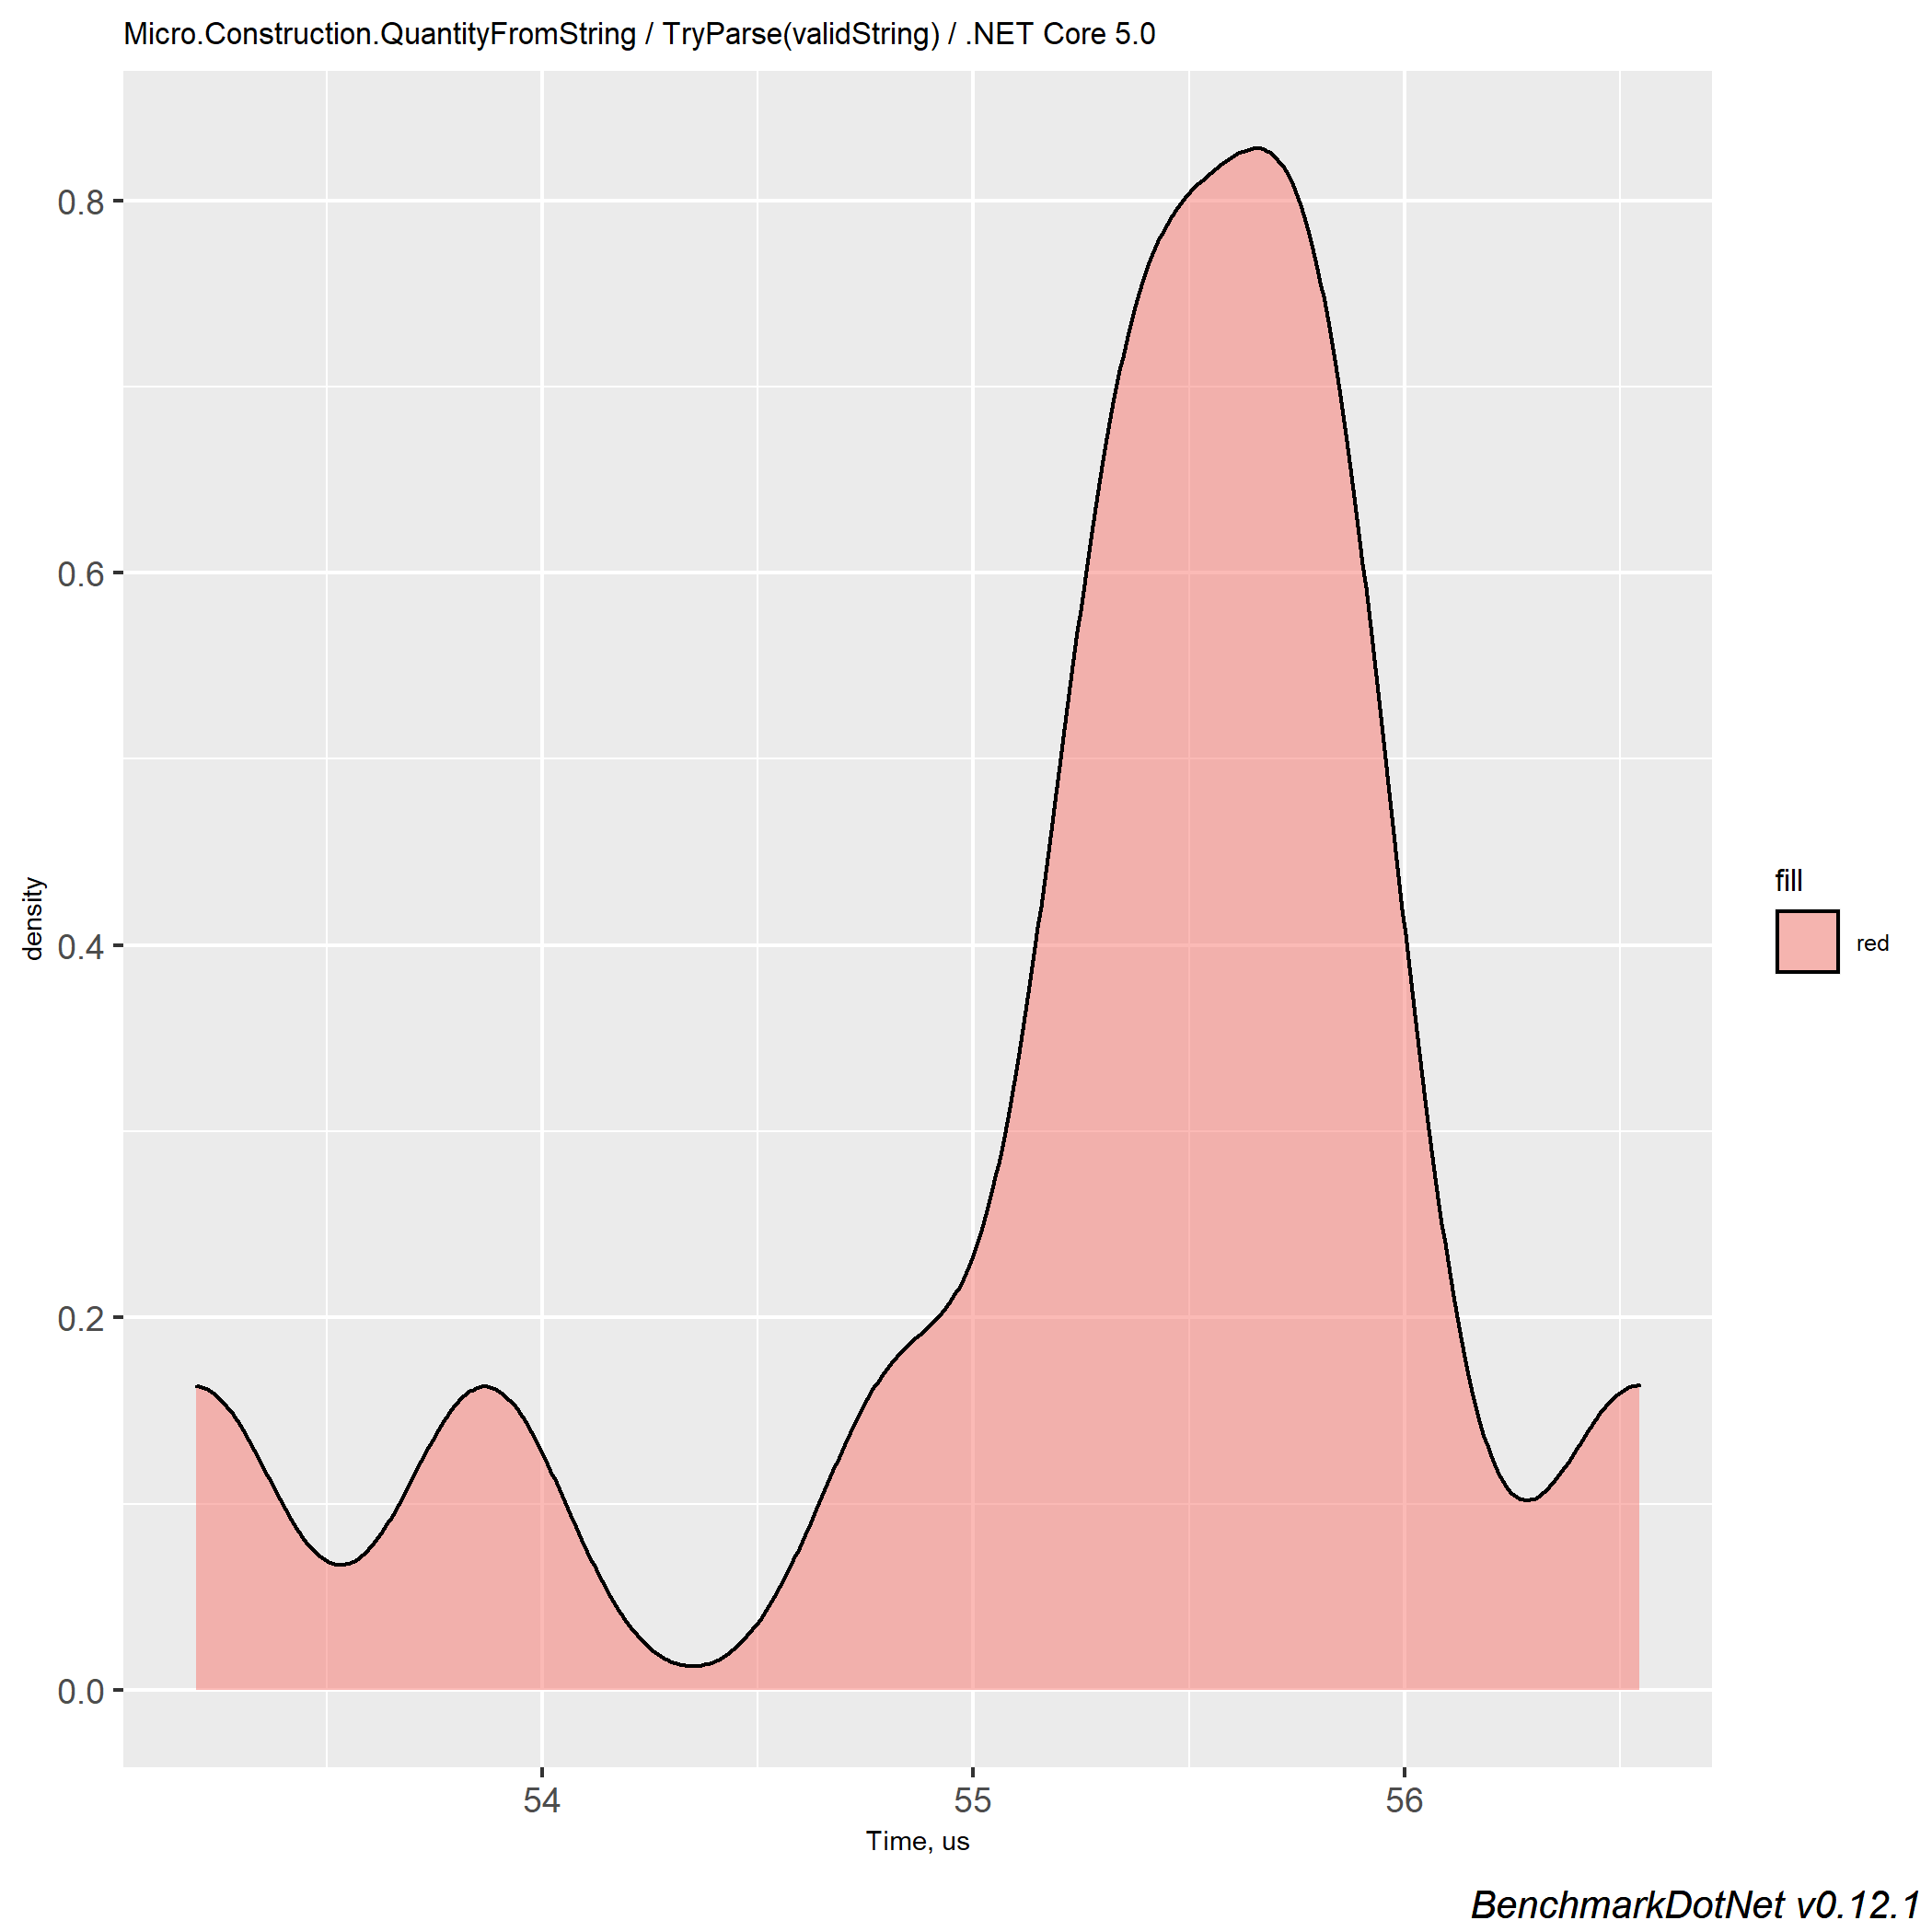 Micro.Construction.QuantityFromString / TryParse(validString) / .NET Core 5.0
0.8
0.6
0.4
0.2
0.0
density
54
55
56
Time, us
fill
red
BenchmarkDotNet v0.12.1